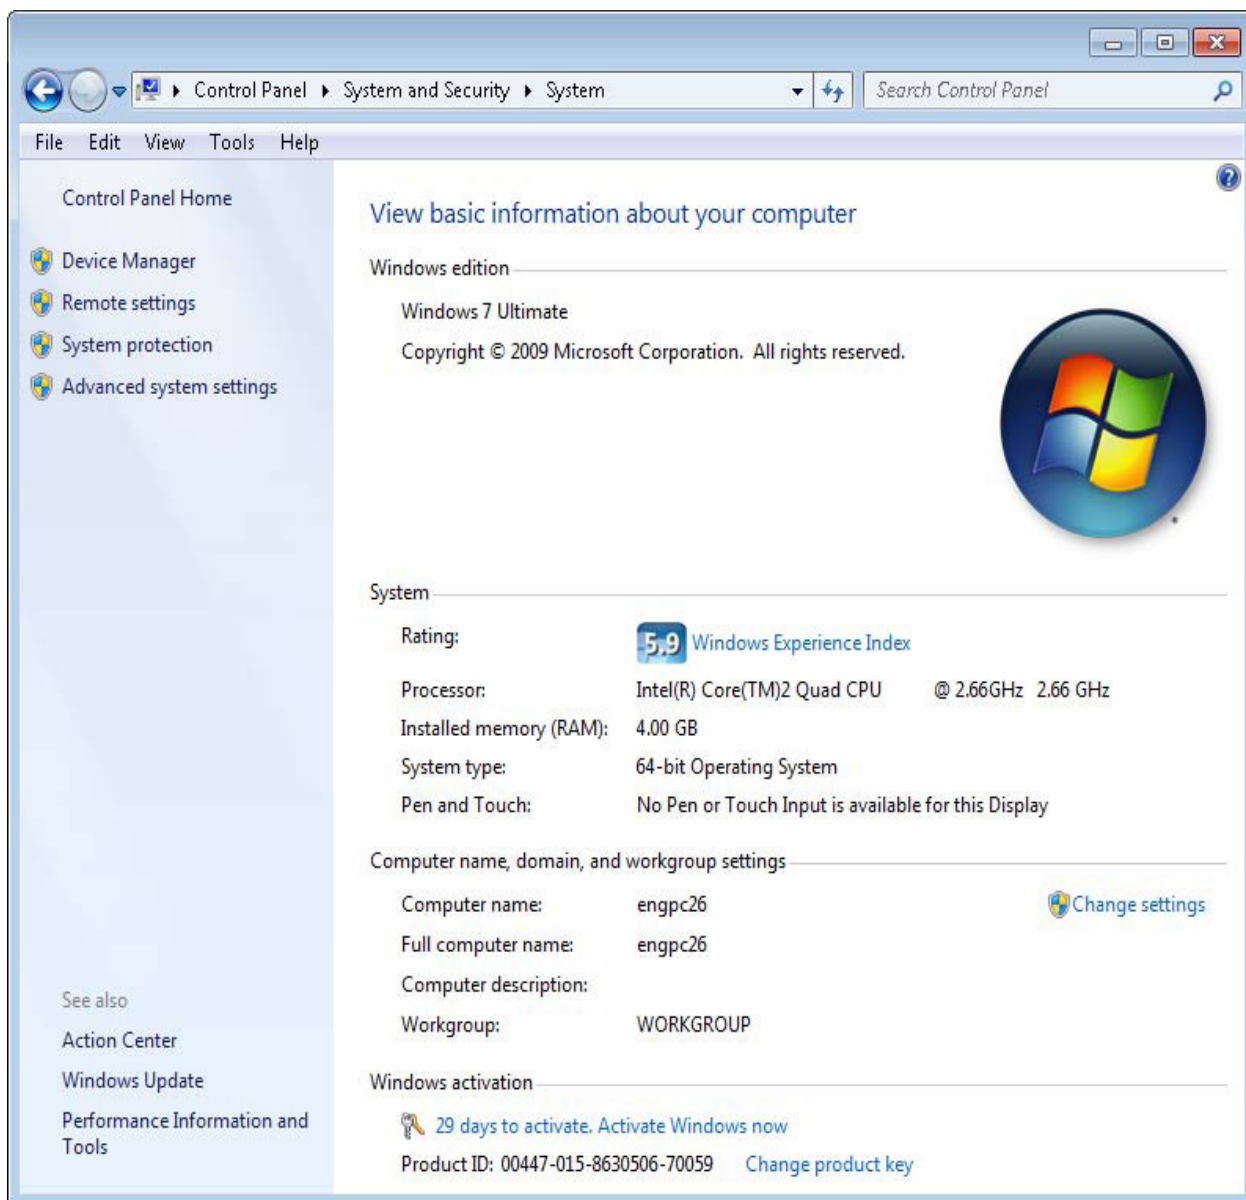 Control Panel System and Security System
Search Control Panel
File Edit View Tools Help
Control Panel Home
Device Manager
Remote settings
System protection
Advanced system settings
See also
Action Center
Windows Update
Performance Information and
Tools
View basic information about your computer
Windows edition
Windows 7 Ultimate
Copyright © 2009 Microsoft Corporation. All rights reserved.
System
Rating: 5.9 Windows Experience Index
Processor: Intel(R) Core(TM)2 Quad CPU @ 2.66GHz 2.66 GHz
Installed memory (RAM): 4.00 GB
System type: 64-bit Operating System
Pen and Touch: No Pen or Touch Input is available for this Display
Computer name, domain, and workgroup settings
Computer name: engpc26 Change settings
Full computer name: engpc26
Computer description:
Workgroup: WORKGROUP
Windows activation
29 days to activate. Activate Windows now
Product ID: 00447-015-8630506-70059 Change product key